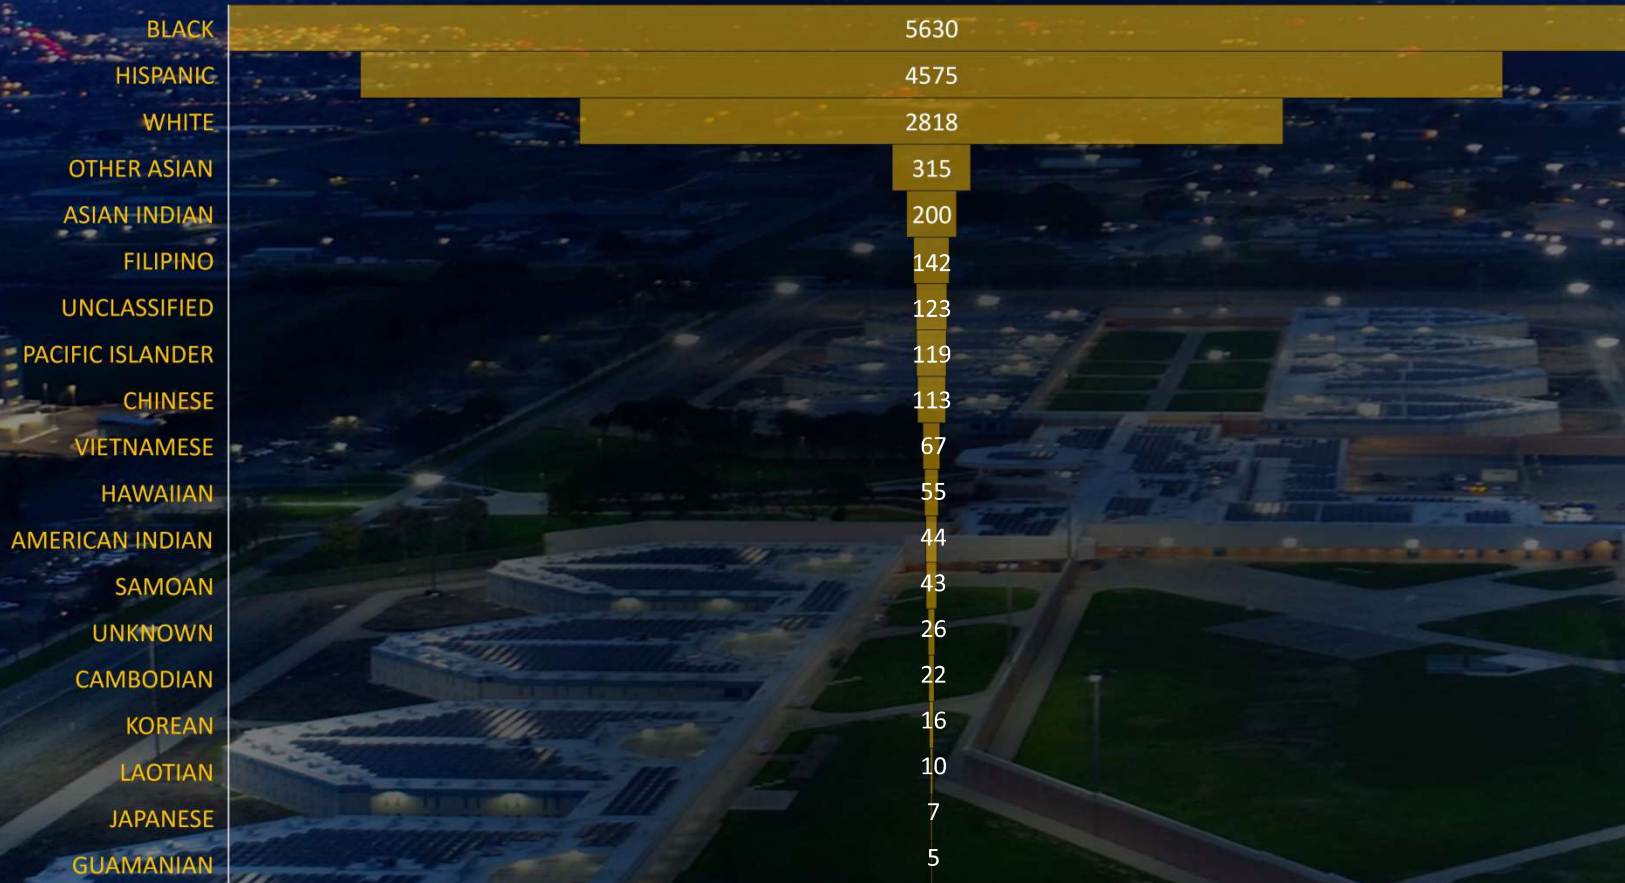 BLACK 5630
HISPANIC 4575
WHITE 2818
OTHER ASIAN 315
ASIAN INDIAN 200
FILIPINO 142
UNCLASSIFIED 123
PACIFIC ISLANDER 119
CHINESE 113
VIETNAMESE 67
HAWAIIAN 55
AMERICAN INDIAN 44
SAMOAN 43
UNKNOWN 26
CAMBODIAN 22
KOREAN 16
LAOTIAN 10
JAPANESE 7
GUAMANIAN 5